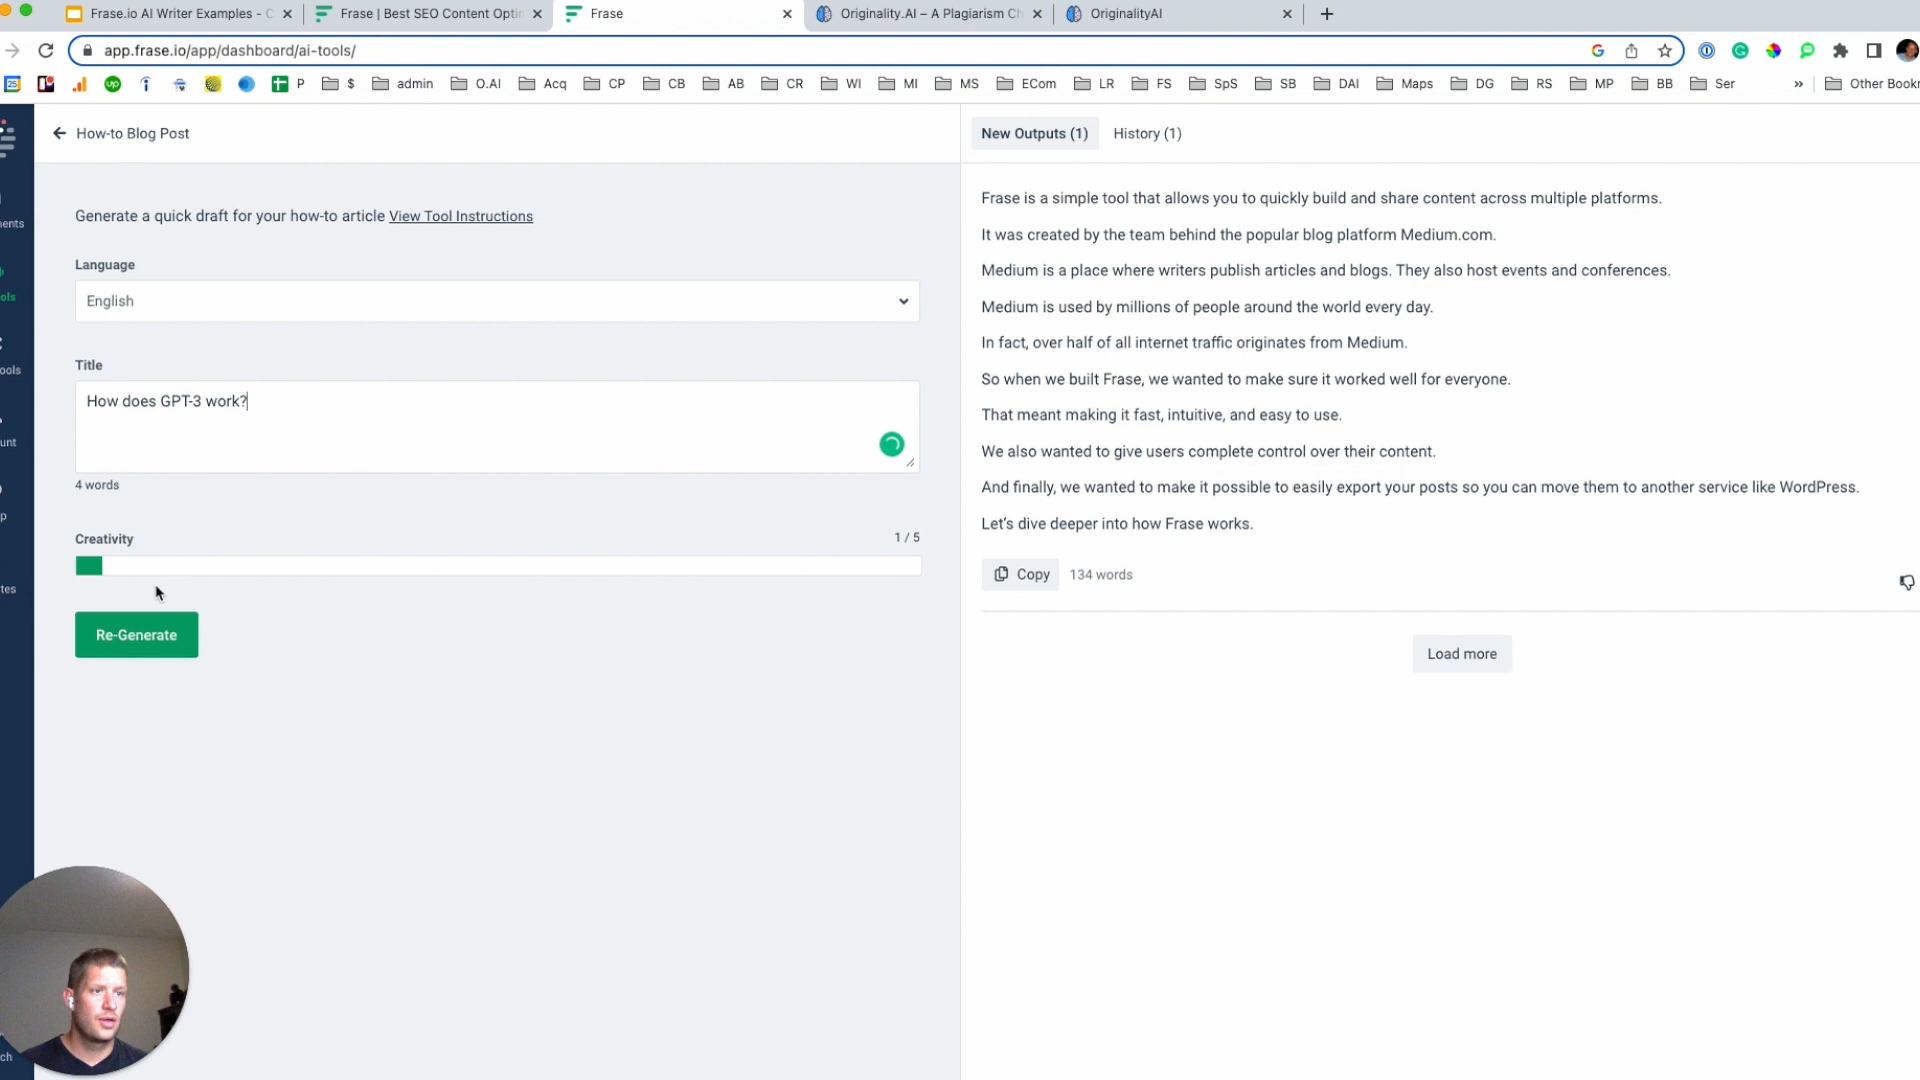 Frase.io AI Writer Examples - C
Frase | Best SEO Content Opti
Frase
Originality.AI – A Plagiarism Ch
OriginalityAI
app.frase.io/app/dashboard/ai-tools/
P $ admin O.AI Acq CP CB AB CR WI MI MS ECom LR FS SpS SB DAI Maps DG RS MP BB Ser » Other Bookr
How-to Blog Post
New Outputs (1) History (1)
Generate a quick draft for your how-to article View Tool Instructions
Language
English
Title
How does GPT-3 work?
4 words
Creativity 1 / 5
Re-Generate
Frase is a simple tool that allows you to quickly build and share content across multiple platforms.
It was created by the team behind the popular blog platform Medium.com.
Medium is a place where writers publish articles and blogs. They also host events and conferences.
Medium is used by millions of people around the world every day.
In fact, over half of all internet traffic originates from Medium.
So when we built Frase, we wanted to make sure it worked well for everyone.
That meant making it fast, intuitive, and easy to use.
We also wanted to give users complete control over their content.
And finally, we wanted to make it possible to easily export your posts so you can move them to another service like WordPress.
Let’s dive deeper into how Frase works.
Copy 134 words
Load more
ents
ols
ools
unt
p
tes
ch